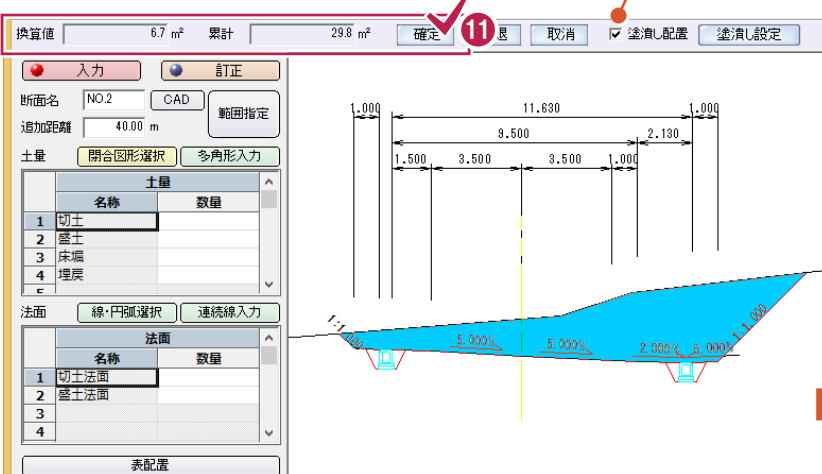 換算値 6.7 m² 累計 29.8 m² 確定 11 退 取消 塗潰し配置 塗潰し設定
入力 訂正
断面名 NO.2 CAD 範囲指定
追加距離 40.00 m
土量 閉合図形選択 多角形入力
土量
名称 数量
1 切土
2 盛土
3 床堀
4 埋戻
法面 線・円弧選択 連続線入力
法面
名称 数量
1 切土法面
2 盛土法面
3
4
表配置
1.000 11.630 1.000
9.500 2.130
1.500 3.500 3.500 1.000
1:1.000 5.000% 5.000% 2.000% 5.000% 1:1.000